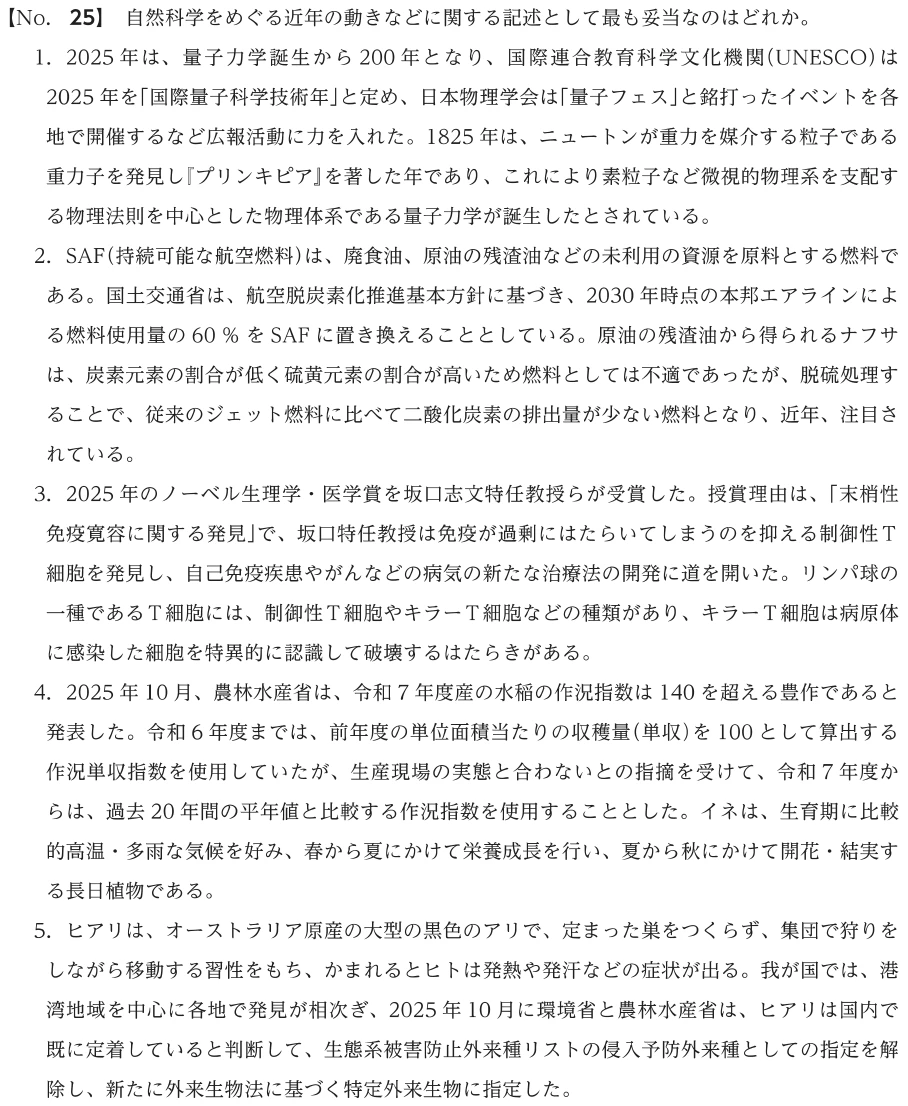 【No. 25】 自然科学をめぐる近年の動きなどに関する記述として最も妥当なのはどれか。
1. 2025年は、量子力学誕生から200年となり、国際連合教育科学文化機関(UNESCO)は
2025年を「国際量子科学技術年」と定め、日本物理学会は「量子フェス」と銘打ったイベントを各
地で開催するなど広報活動に力を入れた。1825年は、ニュートンが重力を媒介する粒子である
重力子を発見し『プリンキピア』を著した年であり、これにより素粒子など微視的物理系を支配す
る物理法則を中心とした物理体系である量子力学が誕生したとされている。
2. SAF(持続可能な航空燃料)は、廃食油、原油の残渣油などの未利用の資源を原料とする燃料で
ある。国土交通省は、航空脱炭素化推進基本方針に基づき、2030年時点の本邦エアラインによ
る燃料使用量の60 %をSAFに置き換えることとしている。原油の残渣油から得られるナフサ
は、炭素元素の割合が低く硫黄元素の割合が高いため燃料としては不適であったが、脱硫処理す
ることで、従来のジェット燃料に比べて二酸化炭素の排出量が少ない燃料となり、近年、注目さ
れている。
3. 2025年のノーベル生理学・医学賞を坂口志文特任教授らが受賞した。授賞理由は、「末梢性
免疫寛容に関する発見」で、坂口特任教授は免疫が過剰にはたらいてしまうのを抑える制御性T
細胞を発見し、自己免疫疾患やがんなどの病気の新たな治療法の開発に道を開いた。リンパ球の
一種であるT細胞には、制御性T細胞やキラーT細胞などの種類があり、キラーT細胞は病原体
に感染した細胞を特異的に認識して破壊するはたらきがある。
4. 2025年10月、農林水産省は、令和7年度産の水稲の作況指数は140を超える豊作であると
発表した。令和6年度までは、前年度の単位面積当たりの収穫量(単収)を100として算出する
作況単収指数を使用していたが、生産現場の実態と合わないとの指摘を受けて、令和7年度か
らは、過去20年間の平年値と比較する作況指数を使用することとした。イネは、生育期に比較
的高温・多雨な気候を好み、春から夏にかけて栄養成長を行い、夏から秋にかけて開花・結実す
る長日植物である。
5. ヒアリは、オーストラリア原産の大型の黒色のアリで、定まった巣をつくらず、集団で狩りを
しながら移動する習性をもち、かまれるとヒトは発熱や発汗などの症状が出る。我が国では、港
湾地域を中心に各地で発見が相次ぎ、2025年10月に環境省と農林水産省は、ヒアリは国内で
既に定着していると判断して、生態系被害防止外来種リストの侵入予防外来種としての指定を解
除し、新たに外来生物法に基づく特定外来生物に指定した。